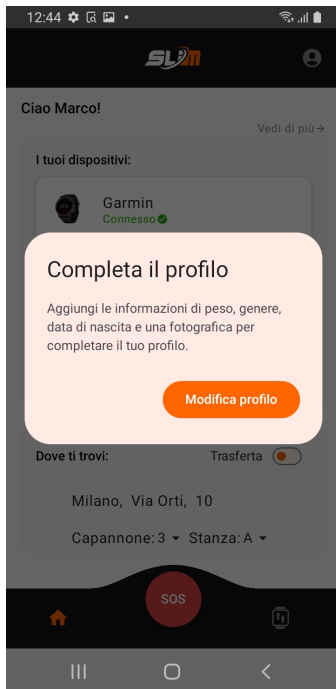 12:44
SLIM
Ciao Marco!
Vedi di più→
I tuoi dispositivi:
Garmin
Connesso
Completa il profilo
Aggiungi le informazioni di peso, genere,
data di nascita e una fotografica per
completare il tuo profilo.
Modifica profilo
Dove ti trovi: Trasferta
Milano, Via Orti, 10
Capannone: 3 Stanza: A
SOS